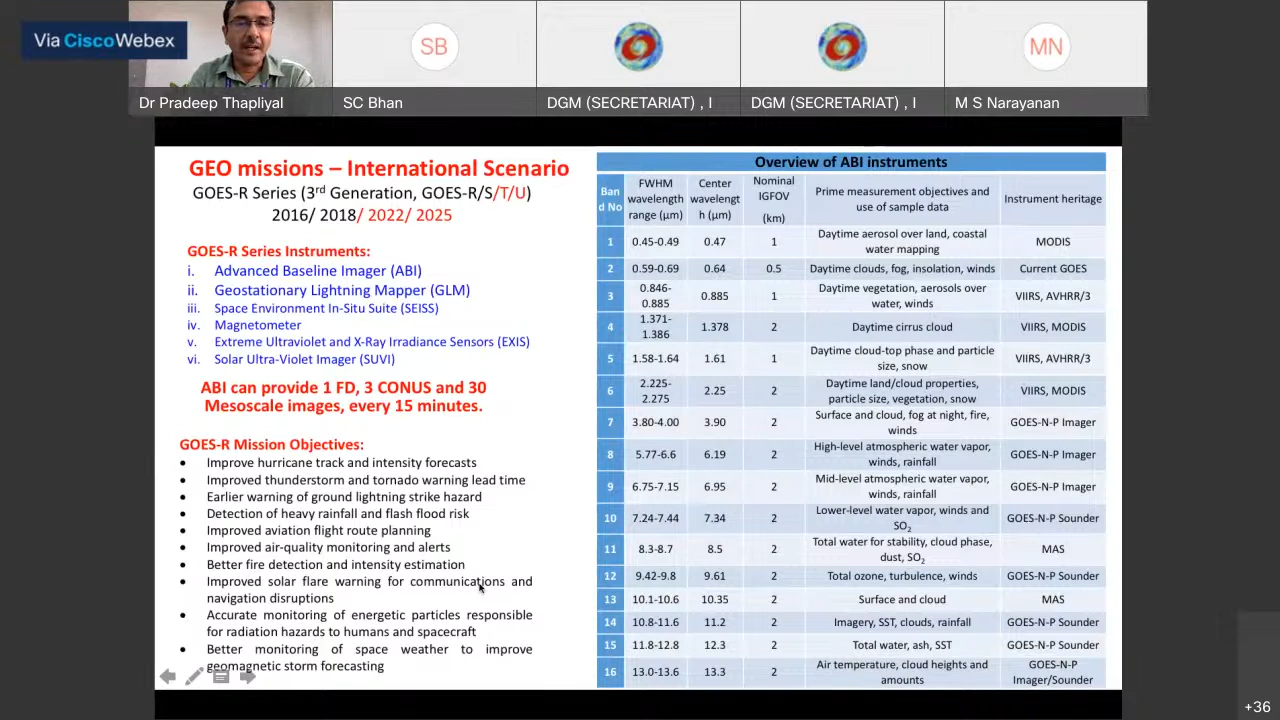 Via CiscoWebex
SB
MN
Dr Pradeep Thapliyal
SC Bhan
DGM (SECRETARIAT) , I
DGM (SECRETARIAT) , I
M S Narayanan
GEO missions – International Scenario
GOES-R Series (3rd Generation, GOES-R/S/T/U)
2016/ 2018/ 2022/ 2025
GOES-R Series Instruments:
i. Advanced Baseline Imager (ABI)
ii. Geostationary Lightning Mapper (GLM)
iii. Space Environment In-Situ Suite (SEISS)
iv. Magnetometer
v. Extreme Ultraviolet and X-Ray Irradiance Sensors (EXIS)
vi. Solar Ultra-Violet Imager (SUVI)
ABI can provide 1 FD, 3 CONUS and 30
Mesoscale images, every 15 minutes.
GOES-R Mission Objectives:
• Improve hurricane track and intensity forecasts
• Improved thunderstorm and tornado warning lead time
• Earlier warning of ground lightning strike hazard
• Detection of heavy rainfall and flash flood risk
• Improved aviation flight route planning
• Improved air-quality monitoring and alerts
• Better fire detection and intensity estimation
• Improved solar flare warning for communications and
navigation disruptions
• Accurate monitoring of energetic particles responsible
for radiation hazards to humans and spacecraft
• Better monitoring of space weather to improve
geomagnetic storm forecasting
Overview of ABI instruments
Ban
d No
FWHM
wavelength
range (µm)
Center
wavelengt
h (µm)
Nominal
IGFOV
(km)
Prime measurement objectives and
use of sample data
Instrument heritage
1 0.45-0.49 0.47 1 Daytime aerosol over land, coastal
water mapping MODIS
2 0.59-0.69 0.64 0.5 Daytime clouds, fog, insolation, winds Current GOES
3 0.846-
0.885 0.885 1 Daytime vegetation, aerosols over
water, winds VIIRS, AVHRR/3
4 1.371-
1.386 1.378 2 Daytime cirrus cloud VIIRS, MODIS
5 1.58-1.64 1.61 1 Daytime cloud-top phase and particle
size, snow VIIRS, AVHRR/3
6 2.225-
2.275 2.25 2 Daytime land/cloud properties,
particle size, vegetation, snow VIIRS, MODIS
7 3.80-4.00 3.90 2 Surface and cloud, fog at night, fire,
winds GOES-N-P Imager
8 5.77-6.6 6.19 2 High-level atmospheric water vapor,
winds, rainfall GOES-N-P Imager
9 6.75-7.15 6.95 2 Mid-level atmospheric water vapor,
winds, rainfall GOES-N-P Imager
10 7.24-7.44 7.34 2 Lower-level water vapor, winds and
SO2 GOES-N-P Sounder
11 8.3-8.7 8.5 2 Total water for stability, cloud phase,
dust, SO2 MAS
12 9.42-9.8 9.61 2 Total ozone, turbulence, winds GOES-N-P Sounder
13 10.1-10.6 10.35 2 Surface and cloud MAS
14 10.8-11.6 11.2 2 Imagery, SST, clouds, rainfall GOES-N-P Sounder
15 11.8-12.8 12.3 2 Total water, ash, SST GOES-N-P Sounder
16 13.0-13.6 13.3 2 Air temperature, cloud heights and
amounts GOES-N-P
Imager/Sounder
+36